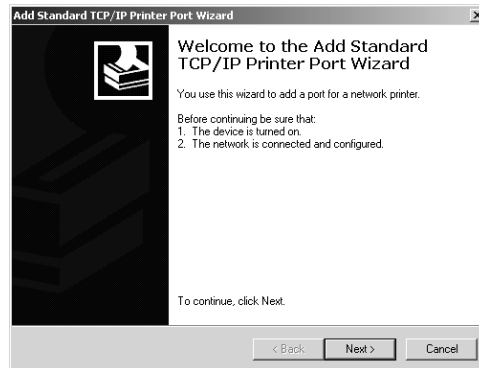 Add Standard TCP/IP Printer Port Wizard
Welcome to the Add Standard
TCP/IP Printer Port Wizard
You use this wizard to add a port for a network printer.
Before continuing be sure that:
1. The device is turned on.
2. The network is connected and configured.
To continue, click Next.
< Back Next > Cancel